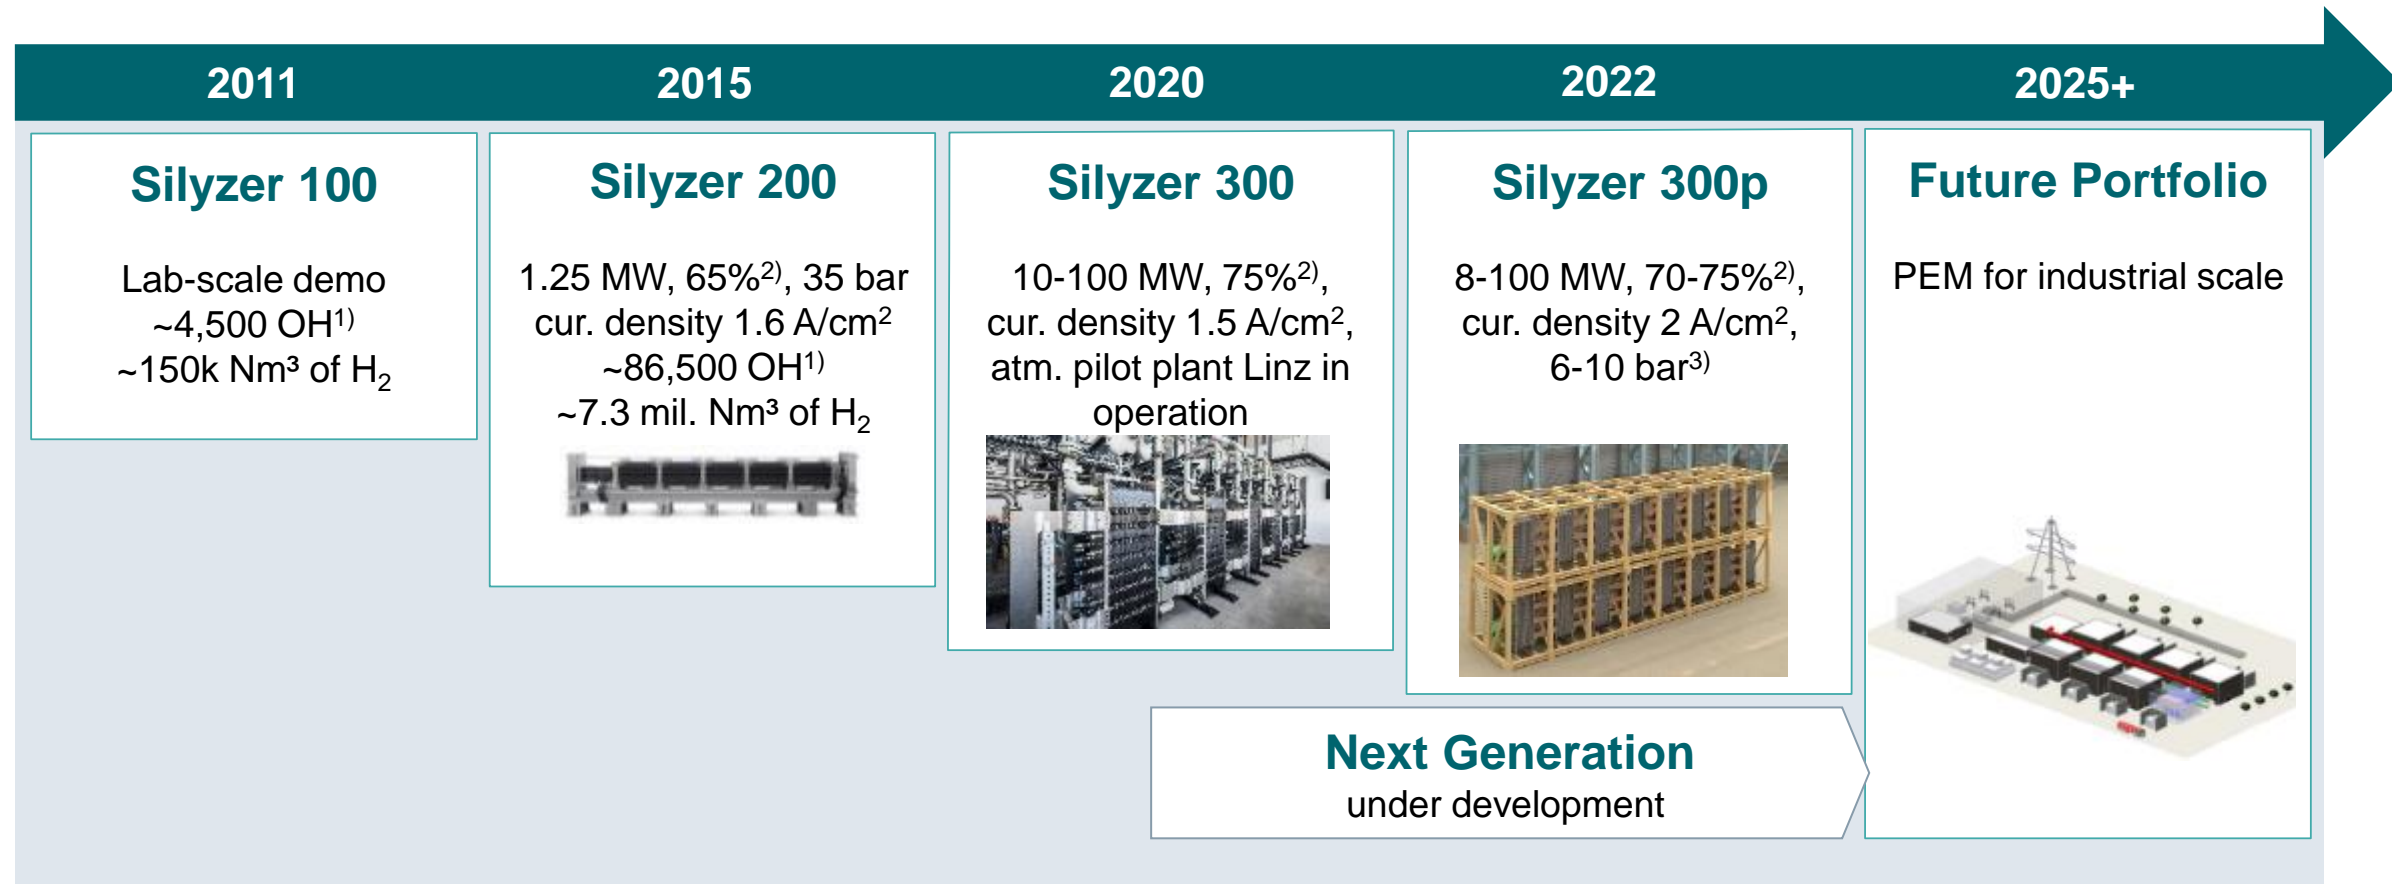 2011
2015
2020
2022
2025+
Silyzer 100
Lab-scale demo
~4,500 OH¹⁾
~150k Nm³ of H₂
Silyzer 200
1.25 MW, 65%²⁾, 35 bar
cur. density 1.6 A/cm²
~86,500 OH¹⁾
~7.3 mil. Nm³ of H₂
Silyzer 300
10-100 MW, 75%²⁾,
cur. density 1.5 A/cm²,
atm. pilot plant Linz in
operation
Silyzer 300p
8-100 MW, 70-75%²⁾,
cur. density 2 A/cm²,
6-10 bar³⁾
Future Portfolio
PEM for industrial scale
Next Generation
under development